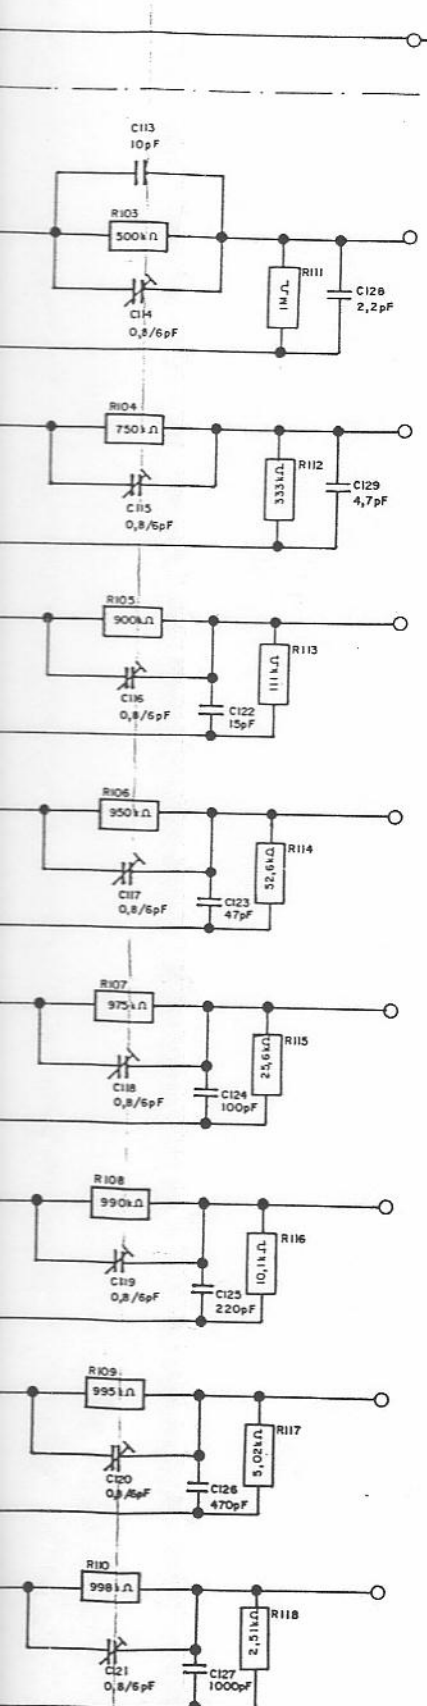 C113
10pF
R103
500kΩ
C114
0,8/6pF
R111
1MΩ
C128
2,2pF
R104
750kΩ
C115
0,8/6pF
R112
333kΩ
C129
4,7pF
R105
900kΩ
C116
0,8/6pF
C122
15pF
R113
111kΩ
R106
950kΩ
C117
0,8/6pF
C123
47pF
R114
52,6kΩ
R107
975kΩ
C118
0,8/6pF
C124
100pF
R115
25,6kΩ
R108
990kΩ
C119
0,8/6pF
C125
220pF
R116
10,1kΩ
R109
995kΩ
C120
0,8/6pF
C126
470pF
R117
5,02kΩ
R110
998kΩ
C121
0,8/6pF
C127
1000pF
R118
2,51kΩ